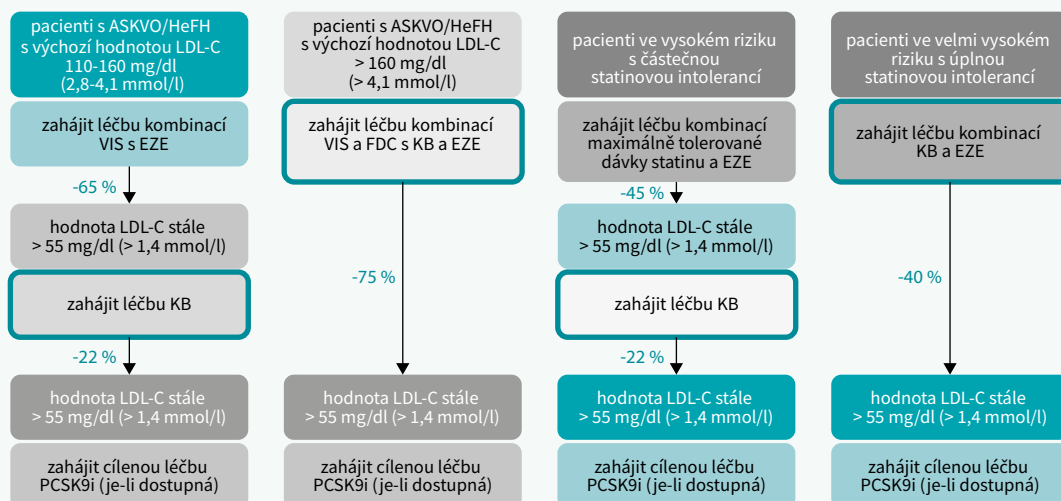 pacienti s ASKVO/HeFH
s výchozí hodnotou LDL-C
110-160 mg/dl
(2,8-4,1 mmol/l)
zahájit léčbu kombinací
VIS s EZE
-65 %
hodnota LDL-C stále
> 55 mg/dl (> 1,4 mmol/l)
zahájit léčbu KB
-22 %
hodnota LDL-C stále
> 55 mg/dl (> 1,4 mmol/l)
zahájit cílenou léčbu
PCSK9i (je-li dostupná)
pacienti s ASKVO/HeFH
s výchozí hodnotou LDL-C
> 160 mg/dl
(> 4,1 mmol/l)
zahájit léčbu kombinací
VIS a FDC s KB a EZE
-75 %
hodnota LDL-C stále
> 55 mg/dl (> 1,4 mmol/l)
zahájit cílenou léčbu
PCSK9i (je-li dostupná)
pacienti ve vysokém riziku
s částečnou
statinovou intolerancí
zahájit léčbu kombinací
maximálně tolerované
dávky statinu a EZE
-45 %
hodnota LDL-C stále
> 55 mg/dl (> 1,4 mmol/l)
zahájit léčbu KB
-22 %
hodnota LDL-C stále
> 55 mg/dl (> 1,4 mmol/l)
zahájit cílenou léčbu
PCSK9i (je-li dostupná)
pacienti ve velmi vysokém
riziku s úplnou
statinovou intolerancí
zahájit léčbu kombinací
KB a EZE
-40 %
hodnota LDL-C stále
> 55 mg/dl (> 1,4 mmol/l)
zahájit cílenou léčbu
PCSK9i (je-li dostupná)